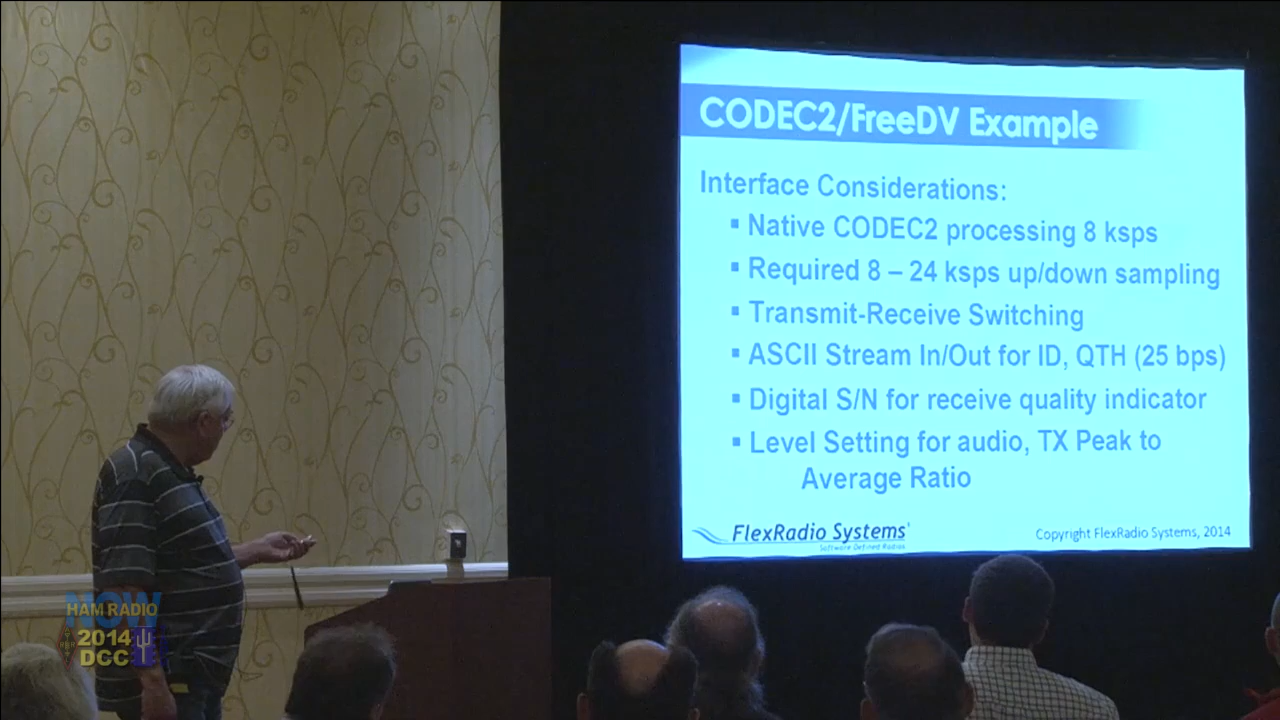 CODEC2/FreeDV Example
Interface Considerations:
▪ Native CODEC2 processing 8 ksps
▪ Required 8 – 24 ksps up/down sampling
▪ Transmit-Receive Switching
▪ ASCII Stream In/Out for ID, QTH (25 bps)
▪ Digital S/N for receive quality indicator
▪ Level Setting for audio, TX Peak to
Average Ratio
FlexRadio Systems
Software Defined Radios
Copyright FlexRadio Systems, 2014
NOW
HAM RADIO
2014
DCC